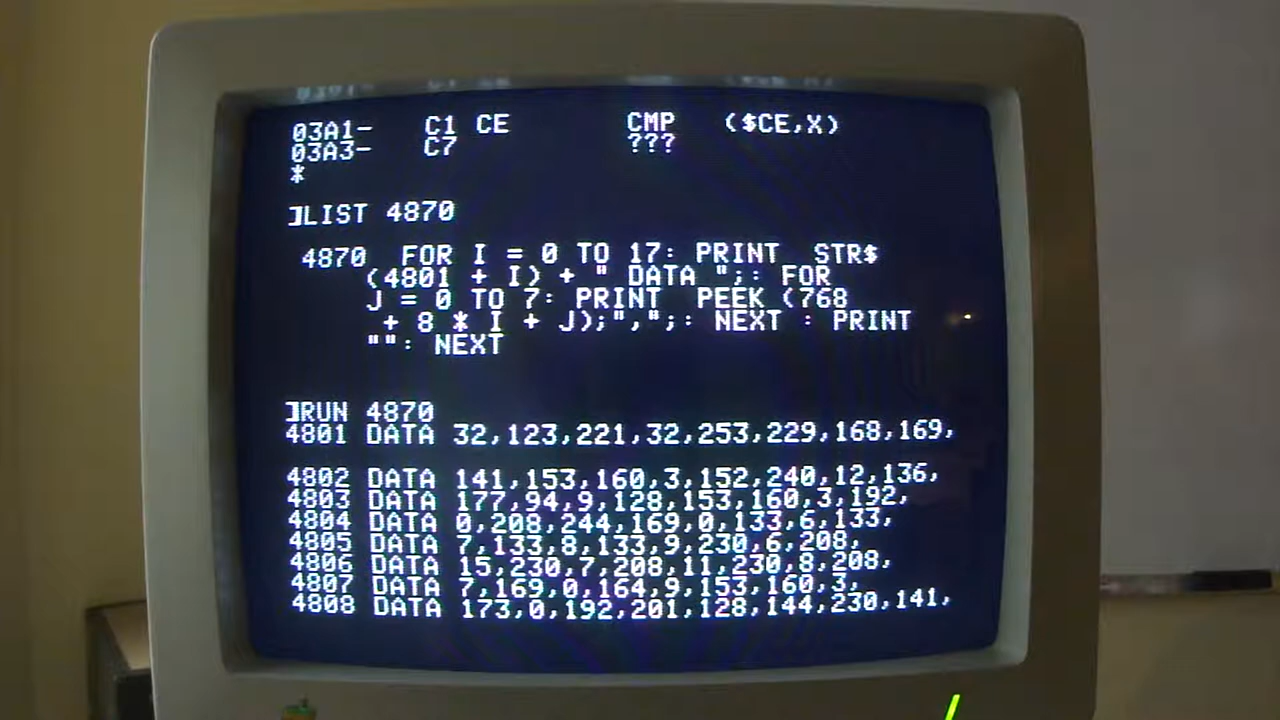 03A1- C1 CE CMP ($CE,X)
03A3- C7 ???
*
]LIST 4870
4870 FOR I = 0 TO 17: PRINT STR$
(4801 + I) + " DATA ";: FOR
J = 0 TO 7: PRINT PEEK (768
+ 8 * I + J);",";: NEXT : PRINT
"": NEXT
]RUN 4870
4801 DATA 32,123,221,32,253,229,168,169,
4802 DATA 141,153,160,3,152,240,12,136,
4803 DATA 177,94,9,128,153,160,3,192,
4804 DATA 0,208,244,169,0,133,6,133,
4805 DATA 7,133,8,133,9,230,6,208,
4806 DATA 15,230,7,208,11,230,8,208,
4807 DATA 7,169,0,164,9,153,160,3,
4808 DATA 173,0,192,201,128,144,230,141,